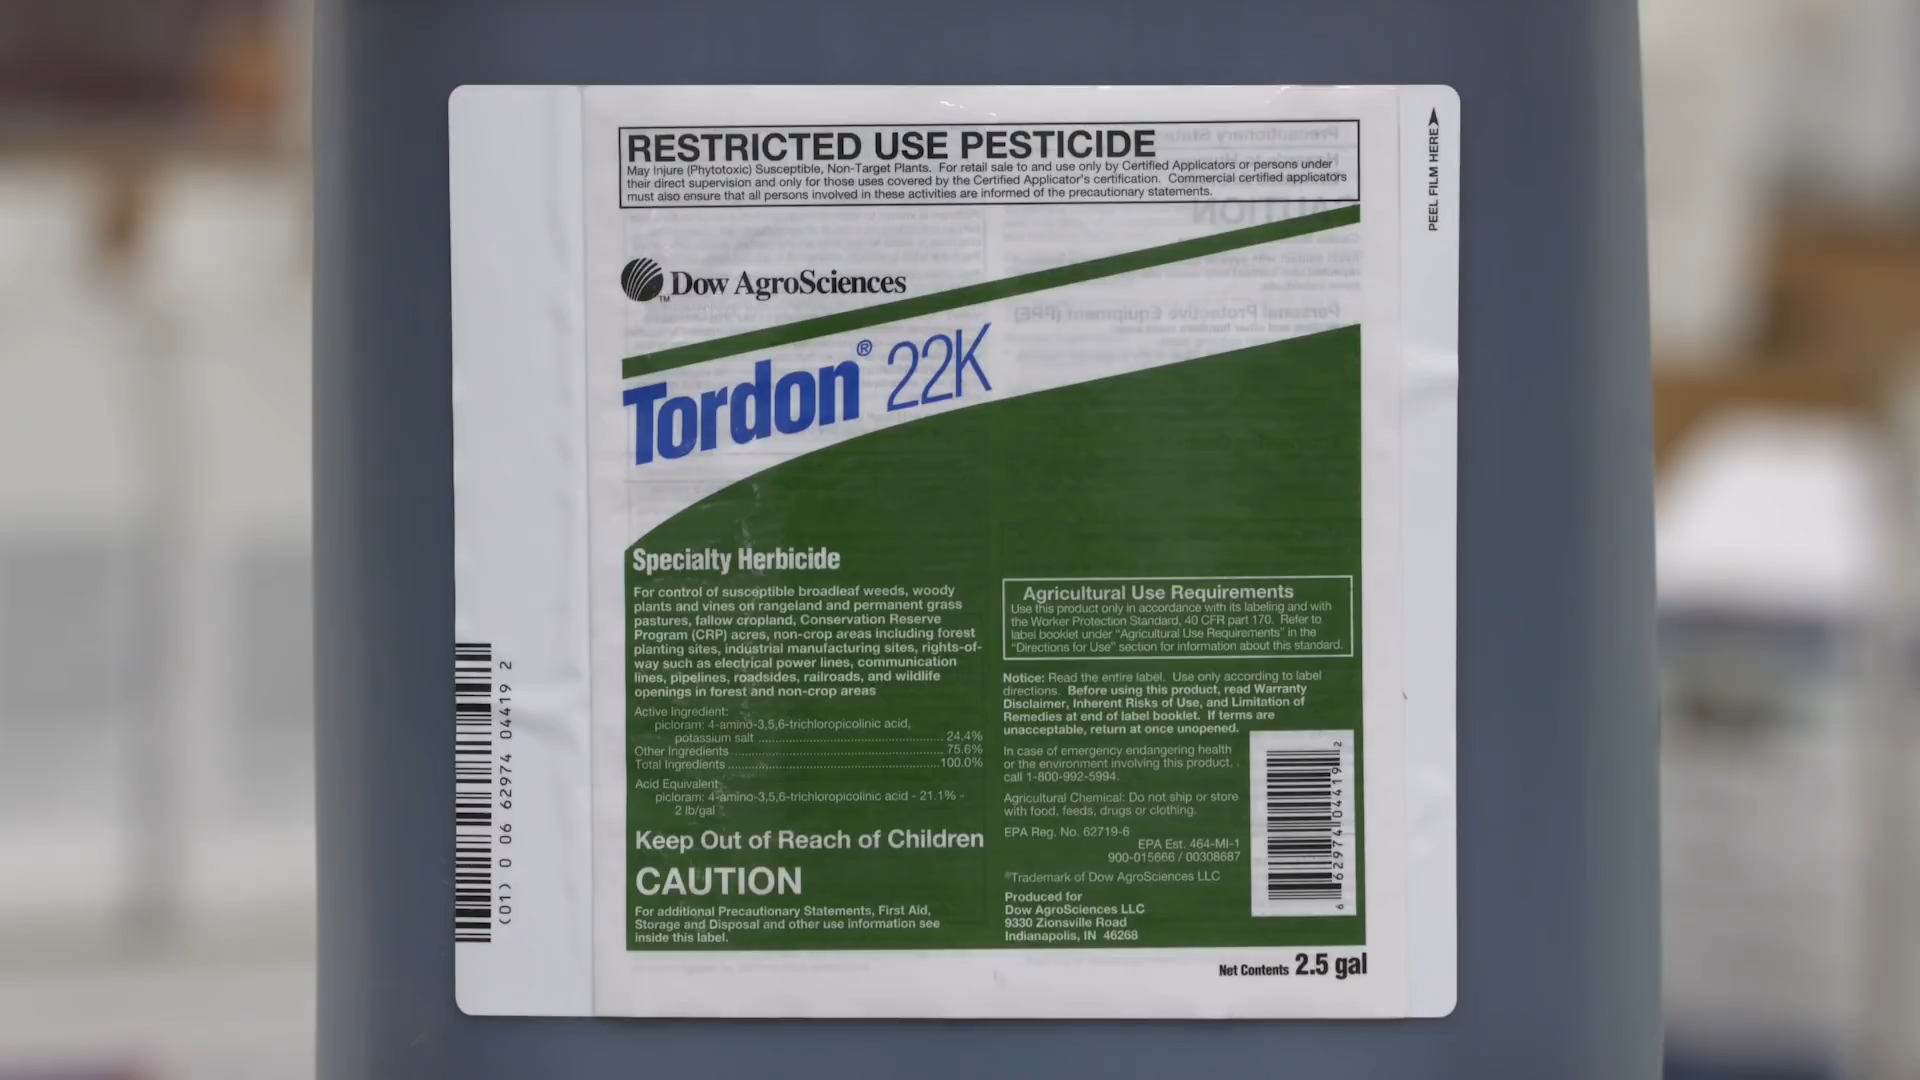 RESTRICTED USE PESTICIDE
May Injure (Phytotoxic) Susceptible, Non-Target Plants. For retail sale to and use only by Certified Applicators or persons under
their direct supervision and only for those uses covered by the Certified Applicator's certification. Commercial certified applicators
must also ensure that all persons involved in these activities are informed of the precautionary statements.
PEEL FILM HERE
Dow AgroSciences
TM
Tordon® 22K
Specialty Herbicide
For control of susceptible broadleaf weeds, woody
plants and vines on rangeland and permanent grass
pastures, fallow cropland, Conservation Reserve
Program (CRP) acres, non-crop areas including forest
planting sites, industrial manufacturing sites, rights-of-
way such as electrical power lines, communication
lines, pipelines, roadsides, railroads, and wildlife
openings in forest and non-crop areas
Active Ingredient:
picloram: 4-amino-3,5,6-trichloropicolinic acid,
potassium salt ........ 24.4%
Other Ingredients ........ 75.6%
Total Ingredients ........ 100.0%
Acid Equivalent
picloram: 4-amino-3,5,6-trichloropicolinic acid - 21.1% -
2 lb/gal
Keep Out of Reach of Children
CAUTION
For additional Precautionary Statements, First Aid,
Storage and Disposal and other use information see
inside this label.
Agricultural Use Requirements
Use this product only in accordance with its labeling and with
the Worker Protection Standard, 40 CFR part 170. Refer to
label booklet under "Agricultural Use Requirements" in the
"Directions for Use" section for information about this standard.
Notice: Read the entire label. Use only according to label
directions. Before using this product, read Warranty
Disclaimer, Inherent Risks of Use, and Limitation of
Remedies at end of label booklet. If terms are
unacceptable, return at once unopened.
In case of emergency endangering health
or the environment involving this product,
call 1-800-992-5994.
Agricultural Chemical: Do not ship or store
with food, feeds, drugs or clothing.
EPA Reg. No. 62719-6
EPA Est. 464-MI-1
900-015666 / 00308687
®Trademark of Dow AgroSciences LLC
Produced for
Dow AgroSciences LLC
9330 Zionsville Road
Indianapolis, IN 46268
6 62974 04419 2
Net Contents 2.5 gal
(01) 0 06 62974 04419 2